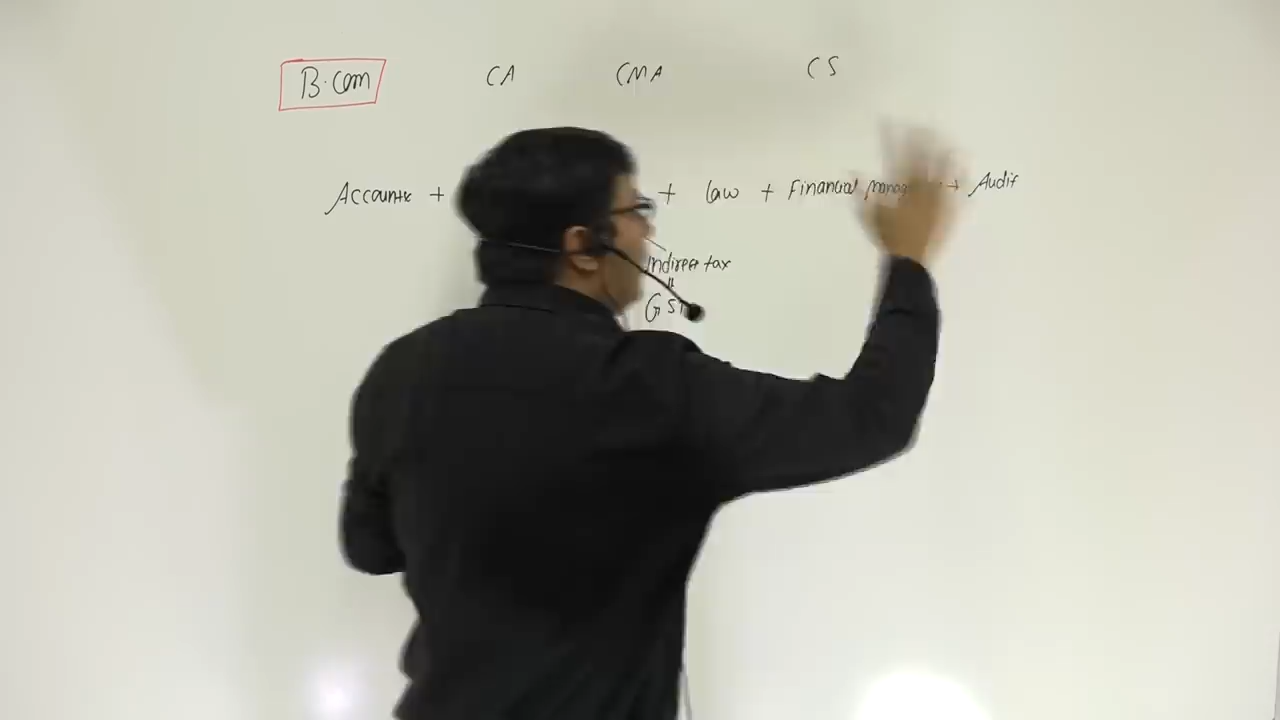 B.Com CA CMA CS
Accounts + + Law + Financial + Audit
Indirect tax
GST